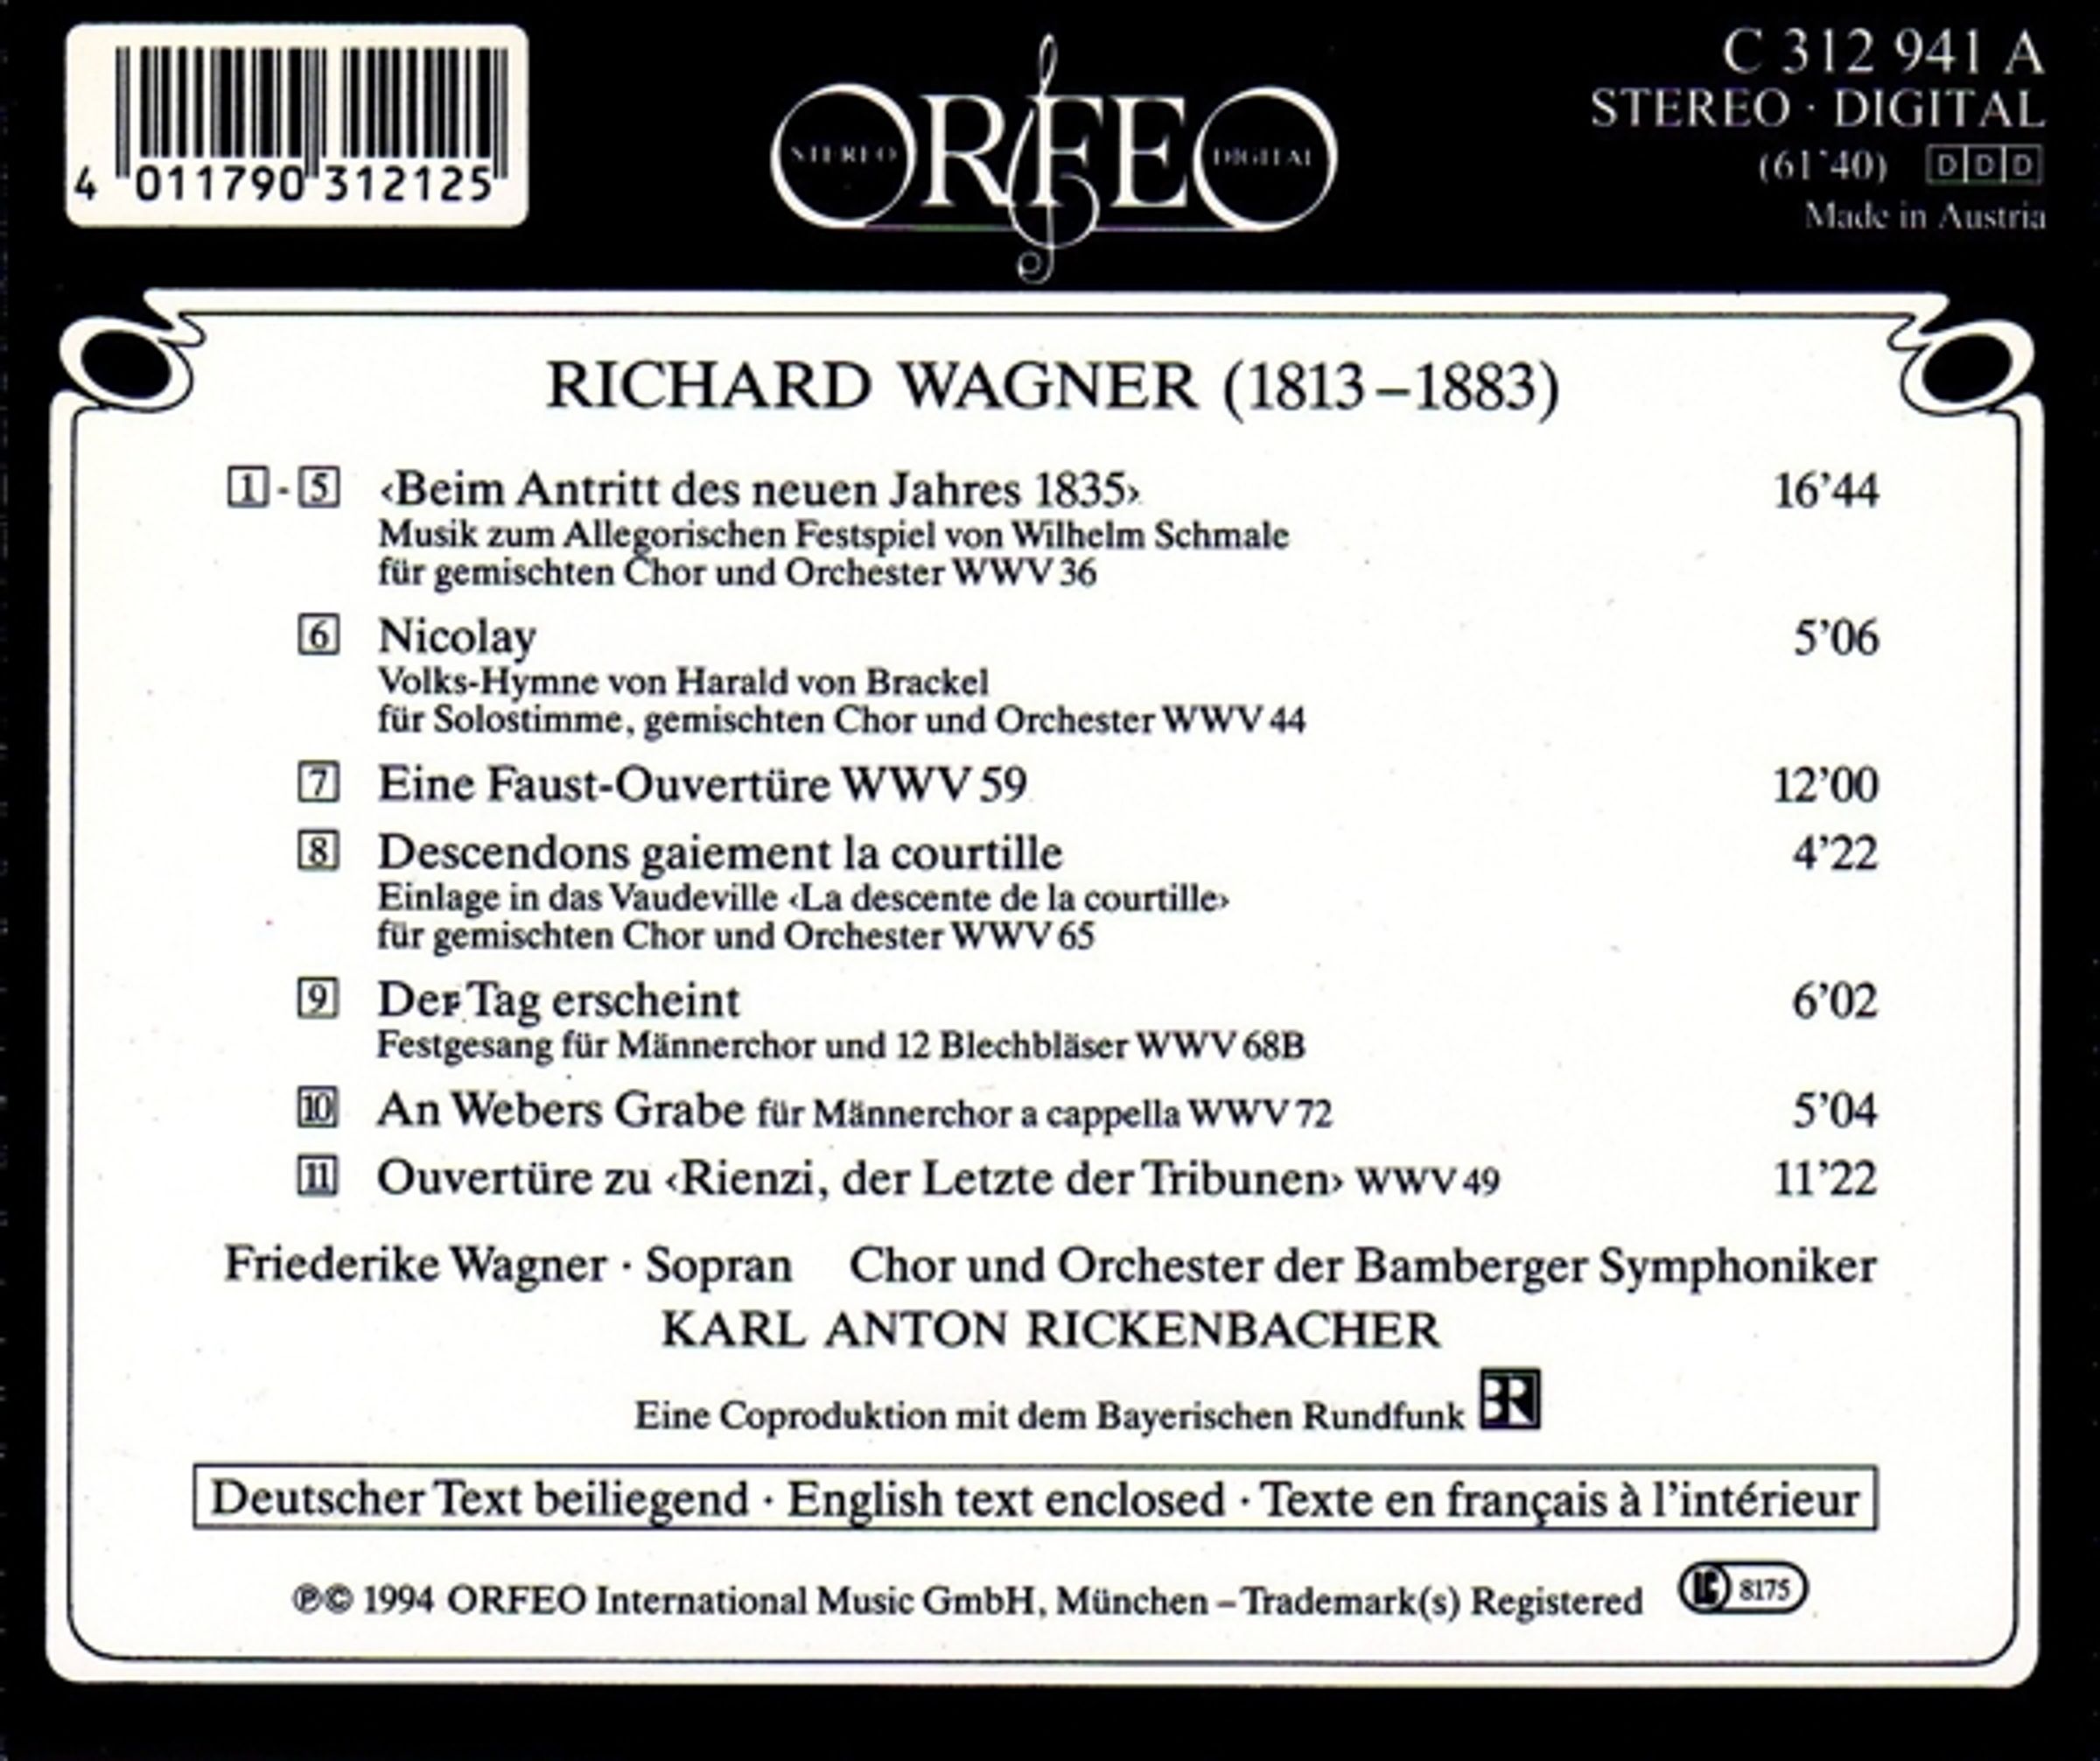 4 011790 312125
STEREO ORFEO DIGITAL
C 312 941 A
STEREO · DIGITAL
(61'40) DDD
Made in Austria
RICHARD WAGNER (1813–1883)
1 - 5 ‹Beim Antritt des neuen Jahres 1835› 16'44
Musik zum Allegorischen Festspiel von Wilhelm Schmale
für gemischten Chor und Orchester WWV 36
6 Nicolay 5'06
Volks-Hymne von Harald von Brackel
für Solostimme, gemischten Chor und Orchester WWV 44
7 Eine Faust-Ouvertüre WWV 59 12'00
8 Descendons gaiement la courtille 4'22
Einlage in das Vaudeville ‹La descente de la courtille›
für gemischten Chor und Orchester WWV 65
9 Der Tag erscheint 6'02
Festgesang für Männerchor und 12 Blechbläser WWV 68B
10 An Webers Grabe für Männerchor a cappella WWV 72 5'04
11 Ouvertüre zu ‹Rienzi, der Letzte der Tribunen› WWV 49 11'22
Friederike Wagner · Sopran Chor und Orchester der Bamberger Symphoniker
KARL ANTON RICKENBACHER
Eine Coproduktion mit dem Bayerischen Rundfunk BR
Deutscher Text beiliegend · English text enclosed · Texte en français à l'intérieur
℗© 1994 ORFEO International Music GmbH, München – Trademark(s) Registered LC 8175